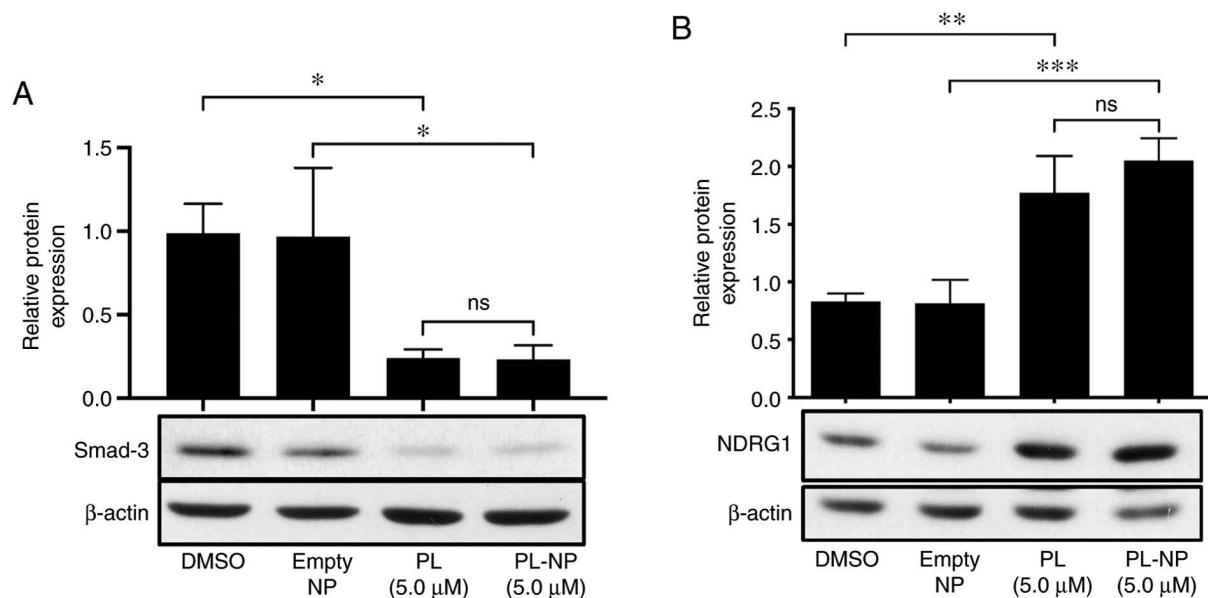 A
*
*
ns
Relative protein
expression
1.5
1.0
0.5
0.0
Smad-3
β-actin
DMSO
Empty
NP
PL
(5.0 μM)
PL-NP
(5.0 μM)
B
**
***
ns
Relative protein
expression
2.5
2.0
1.5
1.0
0.5
0.0
NDRG1
β-actin
DMSO
Empty
NP
PL
(5.0 μM)
PL-NP
(5.0 μM)